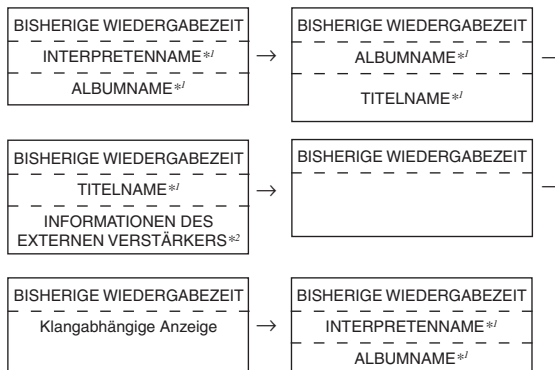 BISHERIGE WIEDERGABEZEIT
INTERPRETENNAME*1
ALBUMNAME*1
→
BISHERIGE WIEDERGABEZEIT
ALBUMNAME*1
TITELNAME*1
BISHERIGE WIEDERGABEZEIT
TITELNAME*1
INFORMATIONEN DES
EXTERNEN VERSTÄRKERS*2
→
BISHERIGE WIEDERGABEZEIT
BISHERIGE WIEDERGABEZEIT
Klangabhängige Anzeige
→
BISHERIGE WIEDERGABEZEIT
INTERPRETENNAME*1
ALBUMNAME*1